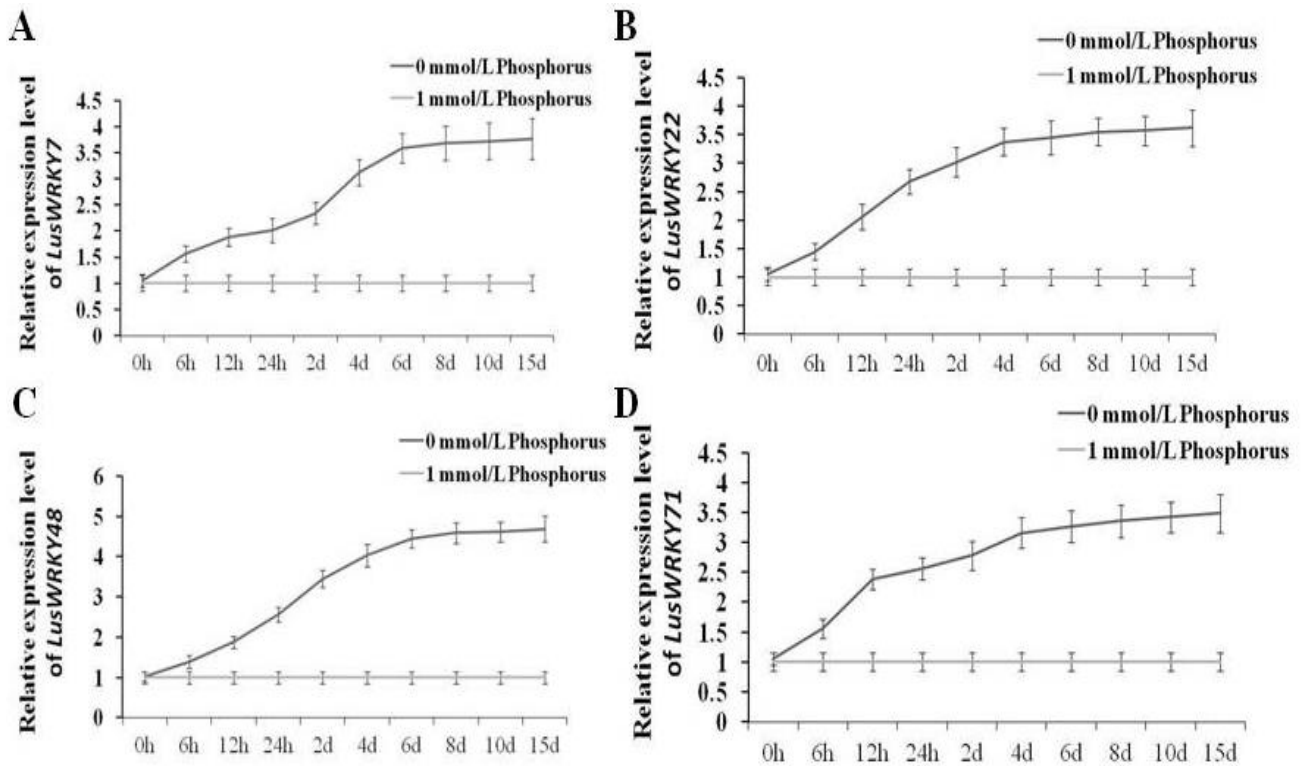 A
0 mmol/L Phosphorus
1 mmol/L Phosphorus
Relative expression level
of LusWRKY7
4.5
4
3.5
3
2.5
2
1.5
1
0.5
0
0h 6h 12h 24h 2d 4d 6d 8d 10d 15d
B
0 mmol/L Phosphorus
1 mmol/L Phosphorus
Relative expression level
of LusWRKY22
4.5
4
3.5
3
2.5
2
1.5
1
0.5
0
0h 6h 12h 24h 2d 4d 6d 8d 10d 15d
C
0 mmol/L Phosphorus
1 mmol/L Phosphorus
Relative expression level
of LusWRKY48
6
5
4
3
2
1
0
0h 6h 12h 24h 2d 4d 6d 8d 10d 15d
D
0 mmol/L Phosphorus
1 mmol/L Phosphorus
Relative expression level
of LusWRKY71
4.5
4
3.5
3
2.5
2
1.5
1
0.5
0
0h 6h 12h 24h 2d 4d 6d 8d 10d 15d